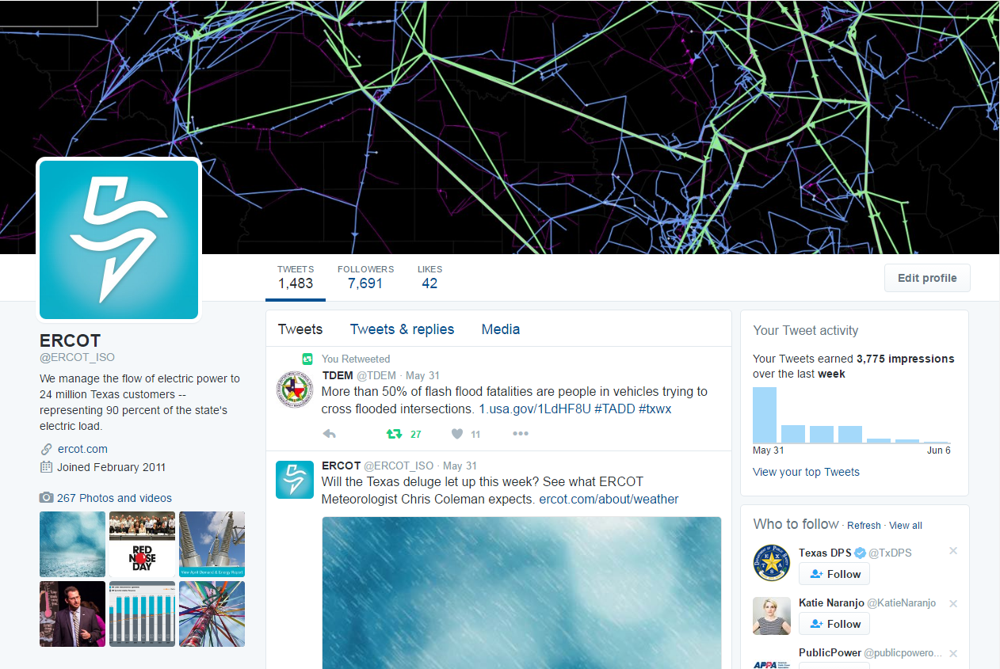 TWEETS
1,483
FOLLOWERS
7,691
LIKES
42
Edit profile
ERCOT
@ERCOT_ISO
We manage the flow of electric power to
24 million Texas customers --
representing 90 percent of the state's
electric load.
ercot.com
Joined February 2011
267 Photos and videos
RED
NOSE
DAY
View April Demand & Energy Report
Tweets
Tweets & replies
Media
You Retweeted
TDEM @TDEM · May 31
More than 50% of flash flood fatalities are people in vehicles trying to
cross flooded intersections. 1.usa.gov/1LdHF8U #TADD #txwx
27
11
ERCOT @ERCOT_ISO · May 31
Will the Texas deluge let up this week? See what ERCOT
Meteorologist Chris Coleman expects. ercot.com/about/weather
Your Tweet activity
Your Tweets earned 3,775 impressions
over the last week
May 31
Jun 6
View your top Tweets
Who to follow · Refresh · View all
Texas DPS @TxDPS
Follow
Katie Naranjo @KatieNaranjo
Follow
PublicPower @publicpowero...
APPA